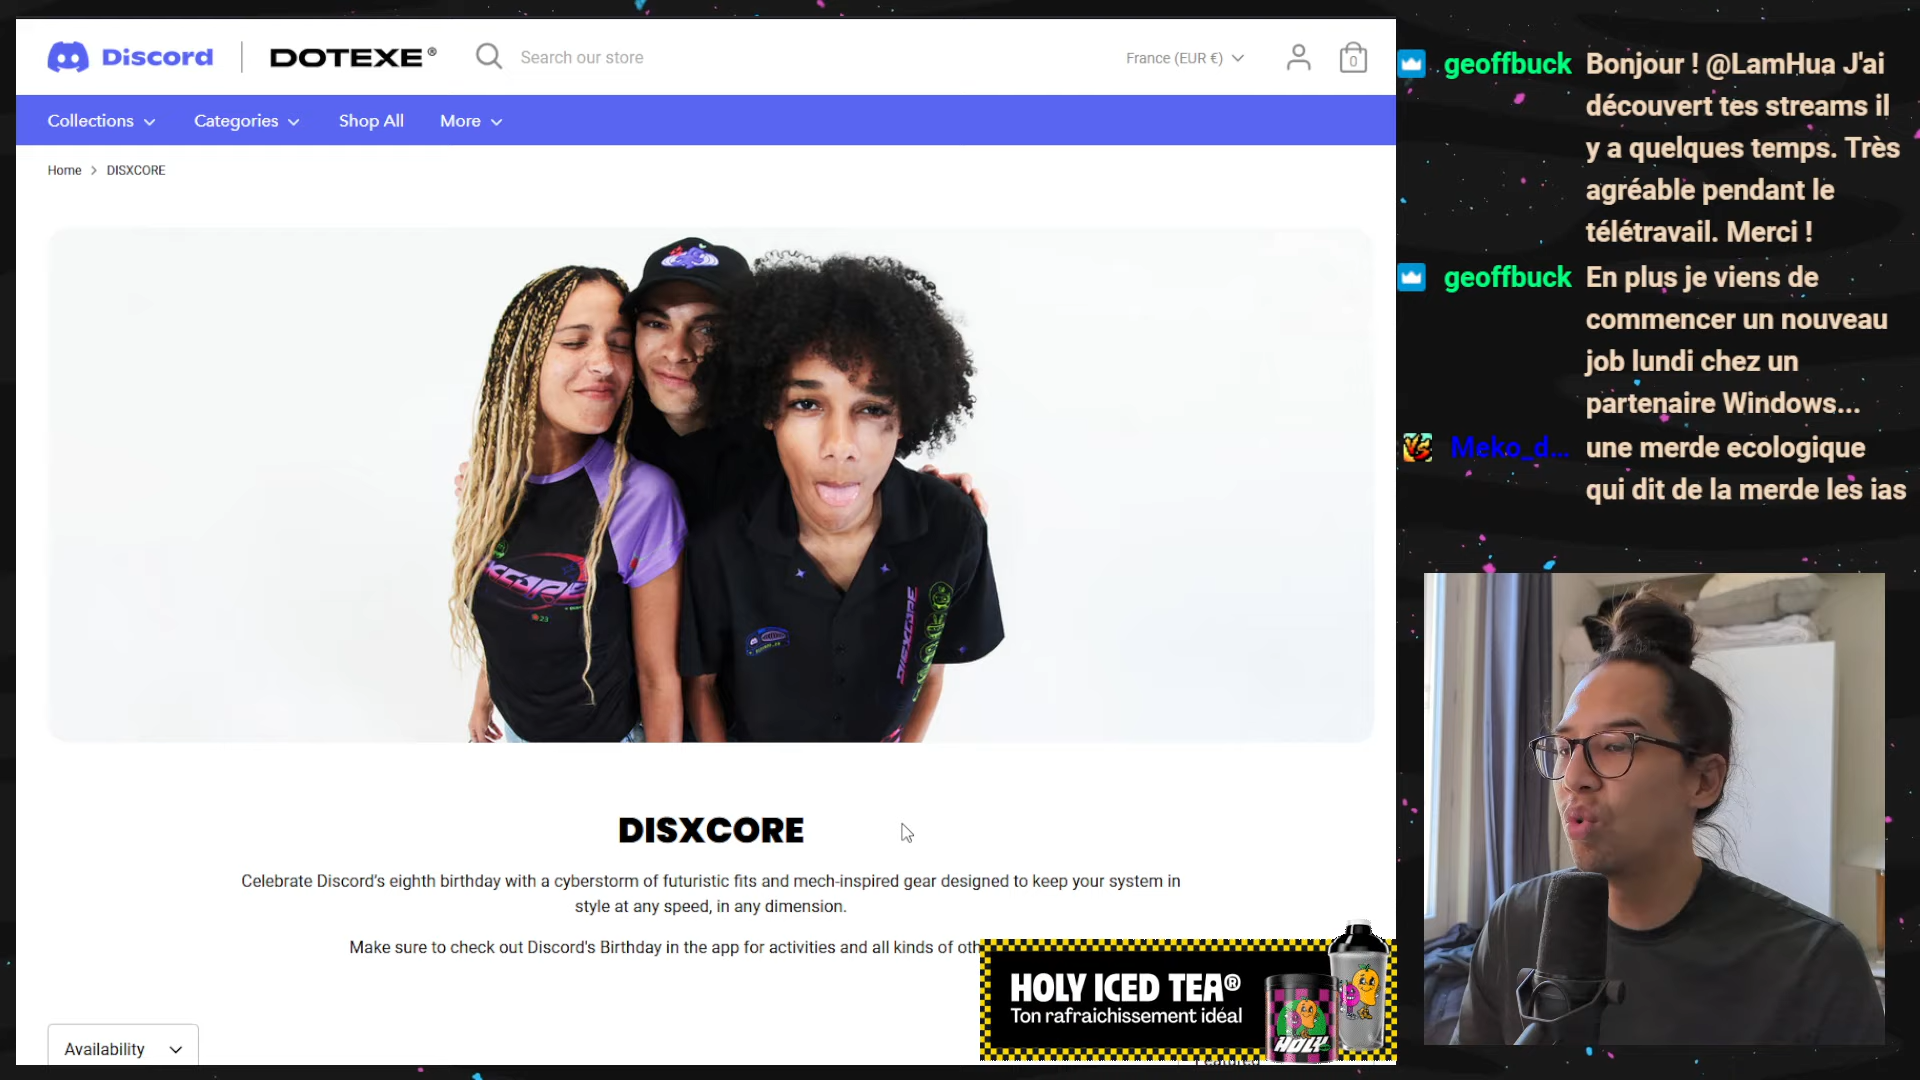 Discord
DOTEXE®
Search our store
France (EUR €)
0
Collections
Categories
Shop All
More
Home > DISXCORE
DISXCORE
Celebrate Discord's eighth birthday with a cyberstorm of futuristic fits and mech-inspired gear designed to keep your system in
style at any speed, in any dimension.
Make sure to check out Discord's Birthday in the app for activities and all kinds of oth
Availability
HOLY ICED TEA®
Ton rafraichissement idéal
HOLY
geoffbuck Bonjour ! @LamHua J'ai
découvert tes streams il
y a quelques temps. Très
agréable pendant le
télétravail. Merci !
geoffbuck En plus je viens de
commencer un nouveau
job lundi chez un
partenaire Windows...
Meko_d... une merde ecologique
qui dit de la merde les ias